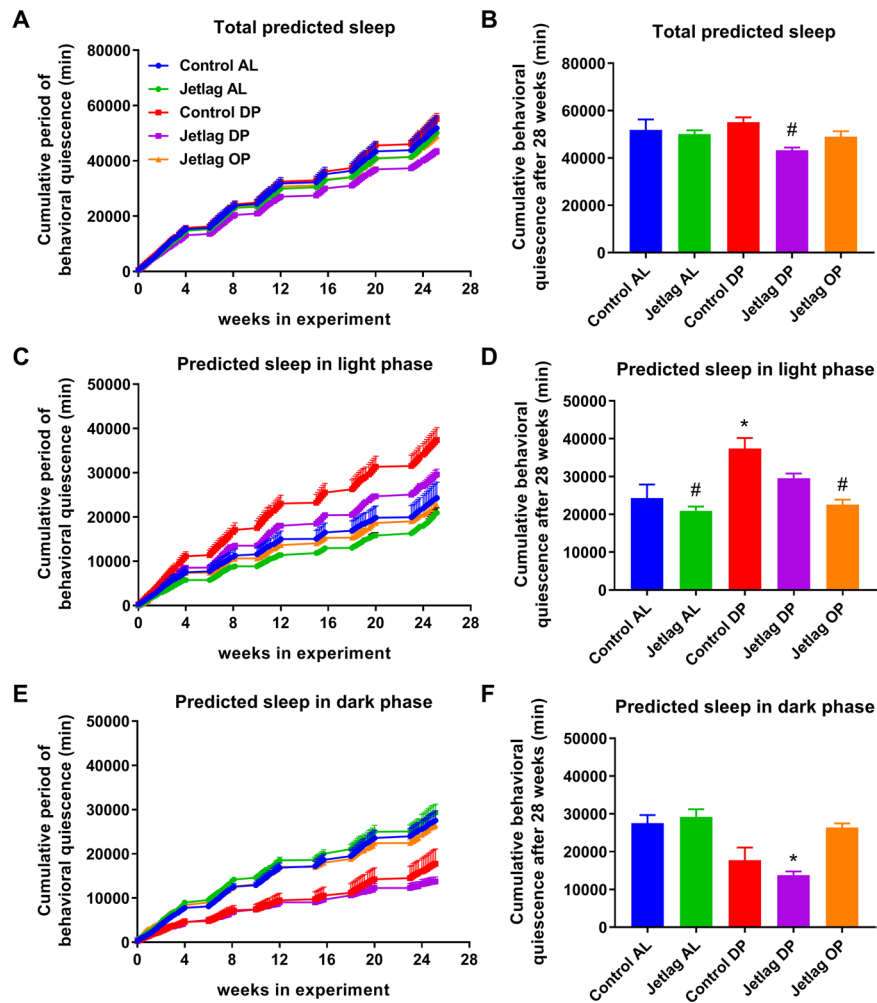 A
Total predicted sleep
Cumulative period of
behavioral quiescence (min)
80000
60000
40000
20000
0
Control AL
Jetlag AL
Control DP
Jetlag DP
Jetlag OP
0 4 8 12 16 20 24 28
weeks in experiment
B
Total predicted sleep
Cumulative behavioral
quiescence after 28 weeks (min)
80000
60000
40000
20000
0
#
Control AL
Jetlag AL
Control DP
Jetlag DP
Jetlag OP
C
Predicted sleep in light phase
Cumulative period of
behavioral quiescence (min)
50000
40000
30000
20000
10000
0
0 4 8 12 16 20 24 28
weeks in experiment
D
Predicted sleep in light phase
Cumulative behavioral
quiescence after 28 weeks (min)
50000
40000
30000
20000
10000
0
#
*
#
Control AL
Jetlag AL
Control DP
Jetlag DP
Jetlag OP
E
Predicted sleep in dark phase
Cumulative period of
behavioral quiescence (min)
50000
40000
30000
20000
10000
0
0 4 8 12 16 20 24 28
weeks in experiment
F
Predicted sleep in dark phase
Cumulative behavioral
quiescence after 28 weeks (min)
50000
40000
30000
20000
10000
0
*
Control AL
Jetlag AL
Control DP
Jetlag DP
Jetlag OP